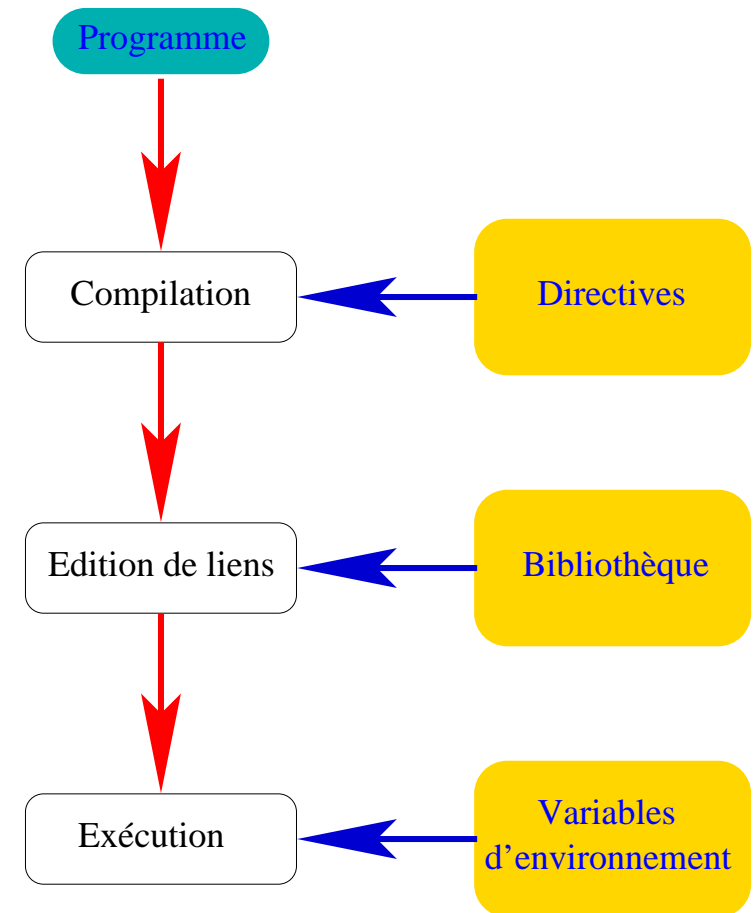 Programme
Compilation
Directives
Edition de liens
Bibliothèque
Exécution
Variables
d'environnement